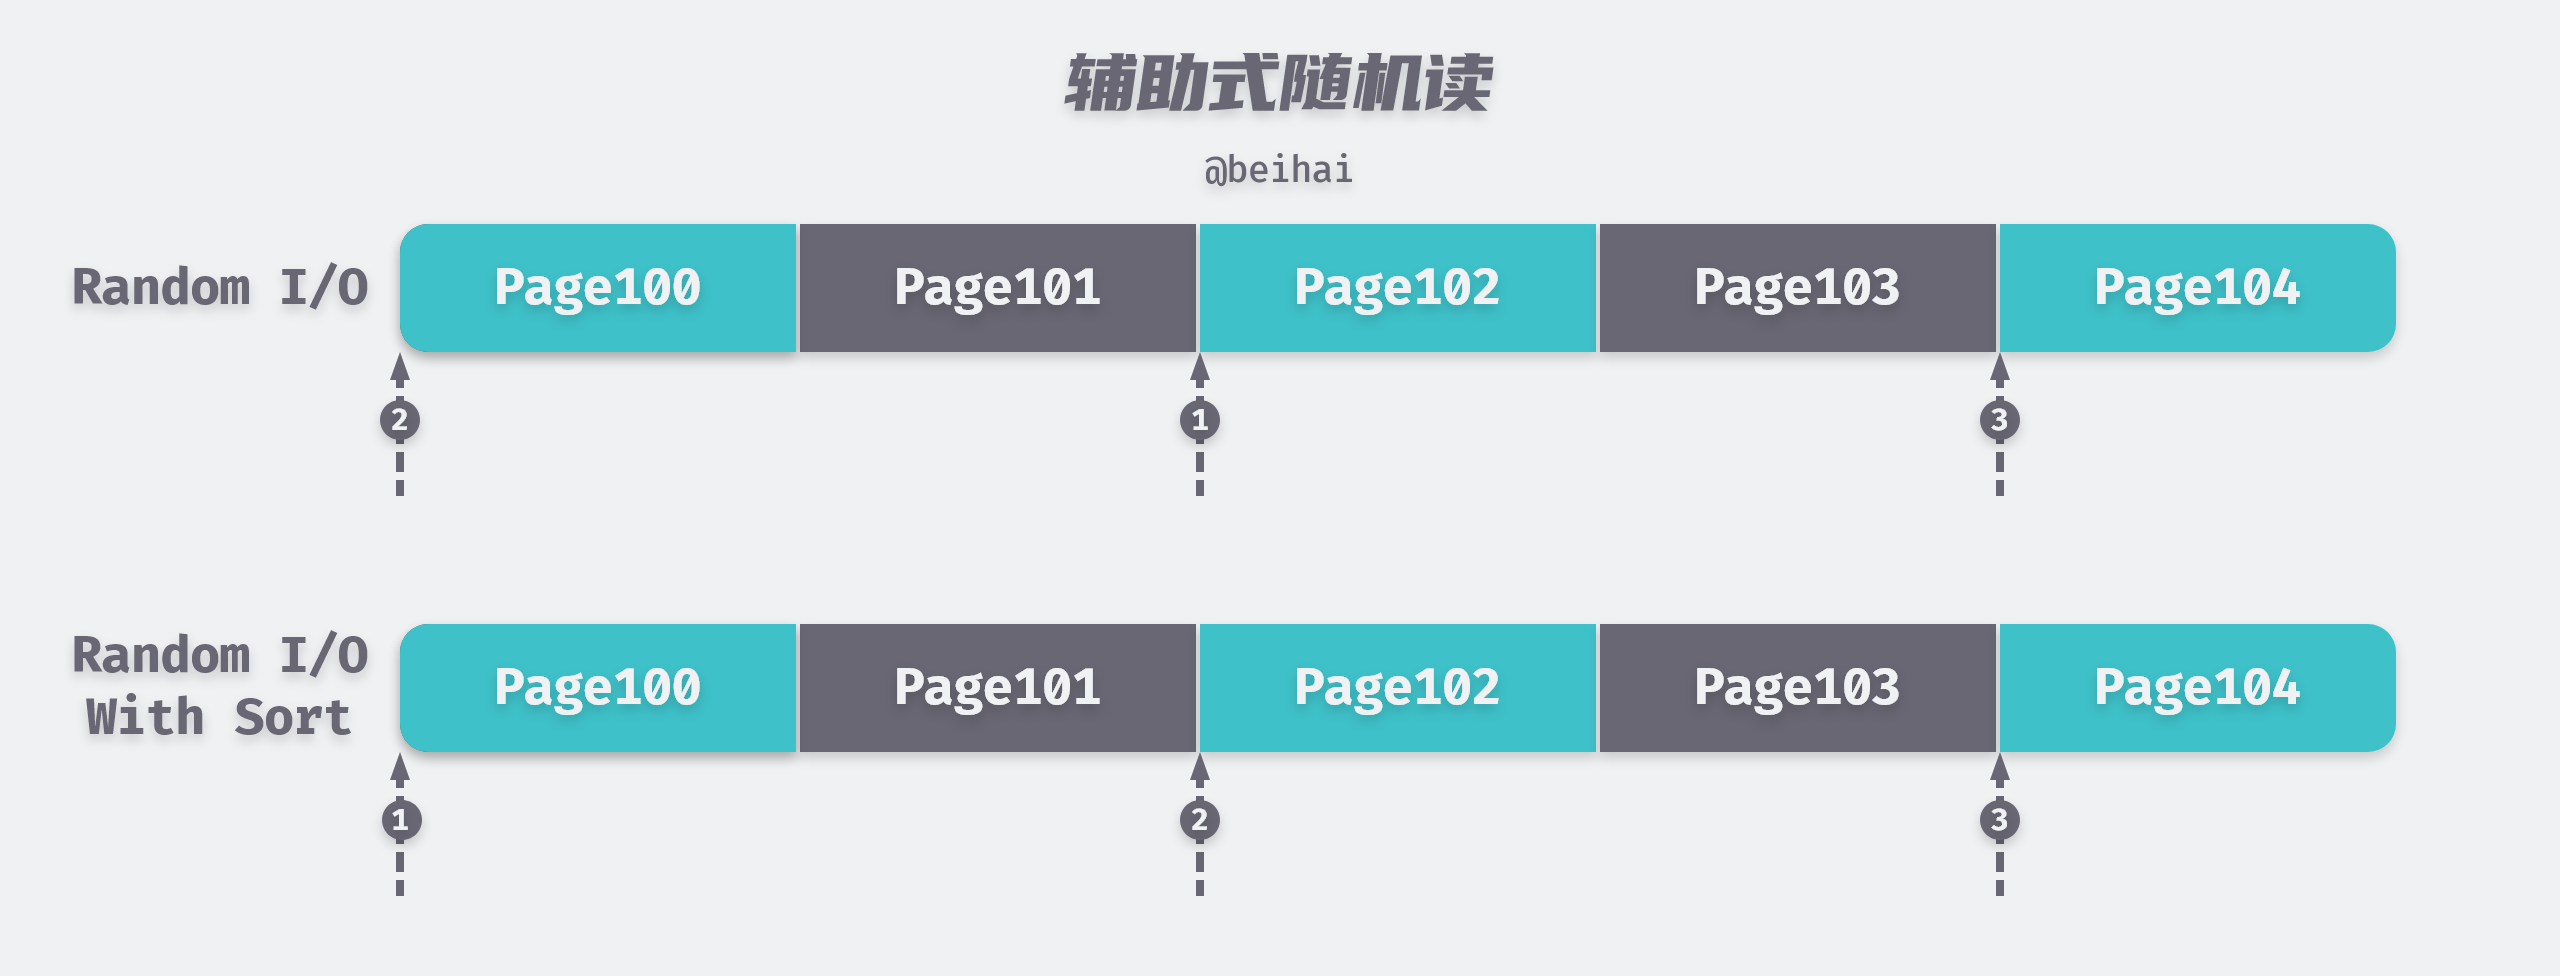 辅助式随机读
@beihai
Random I/O
Page100 Page101 Page102 Page103 Page104
2 1 3
Random I/O
With Sort
Page100 Page101 Page102 Page103 Page104
1 2 3